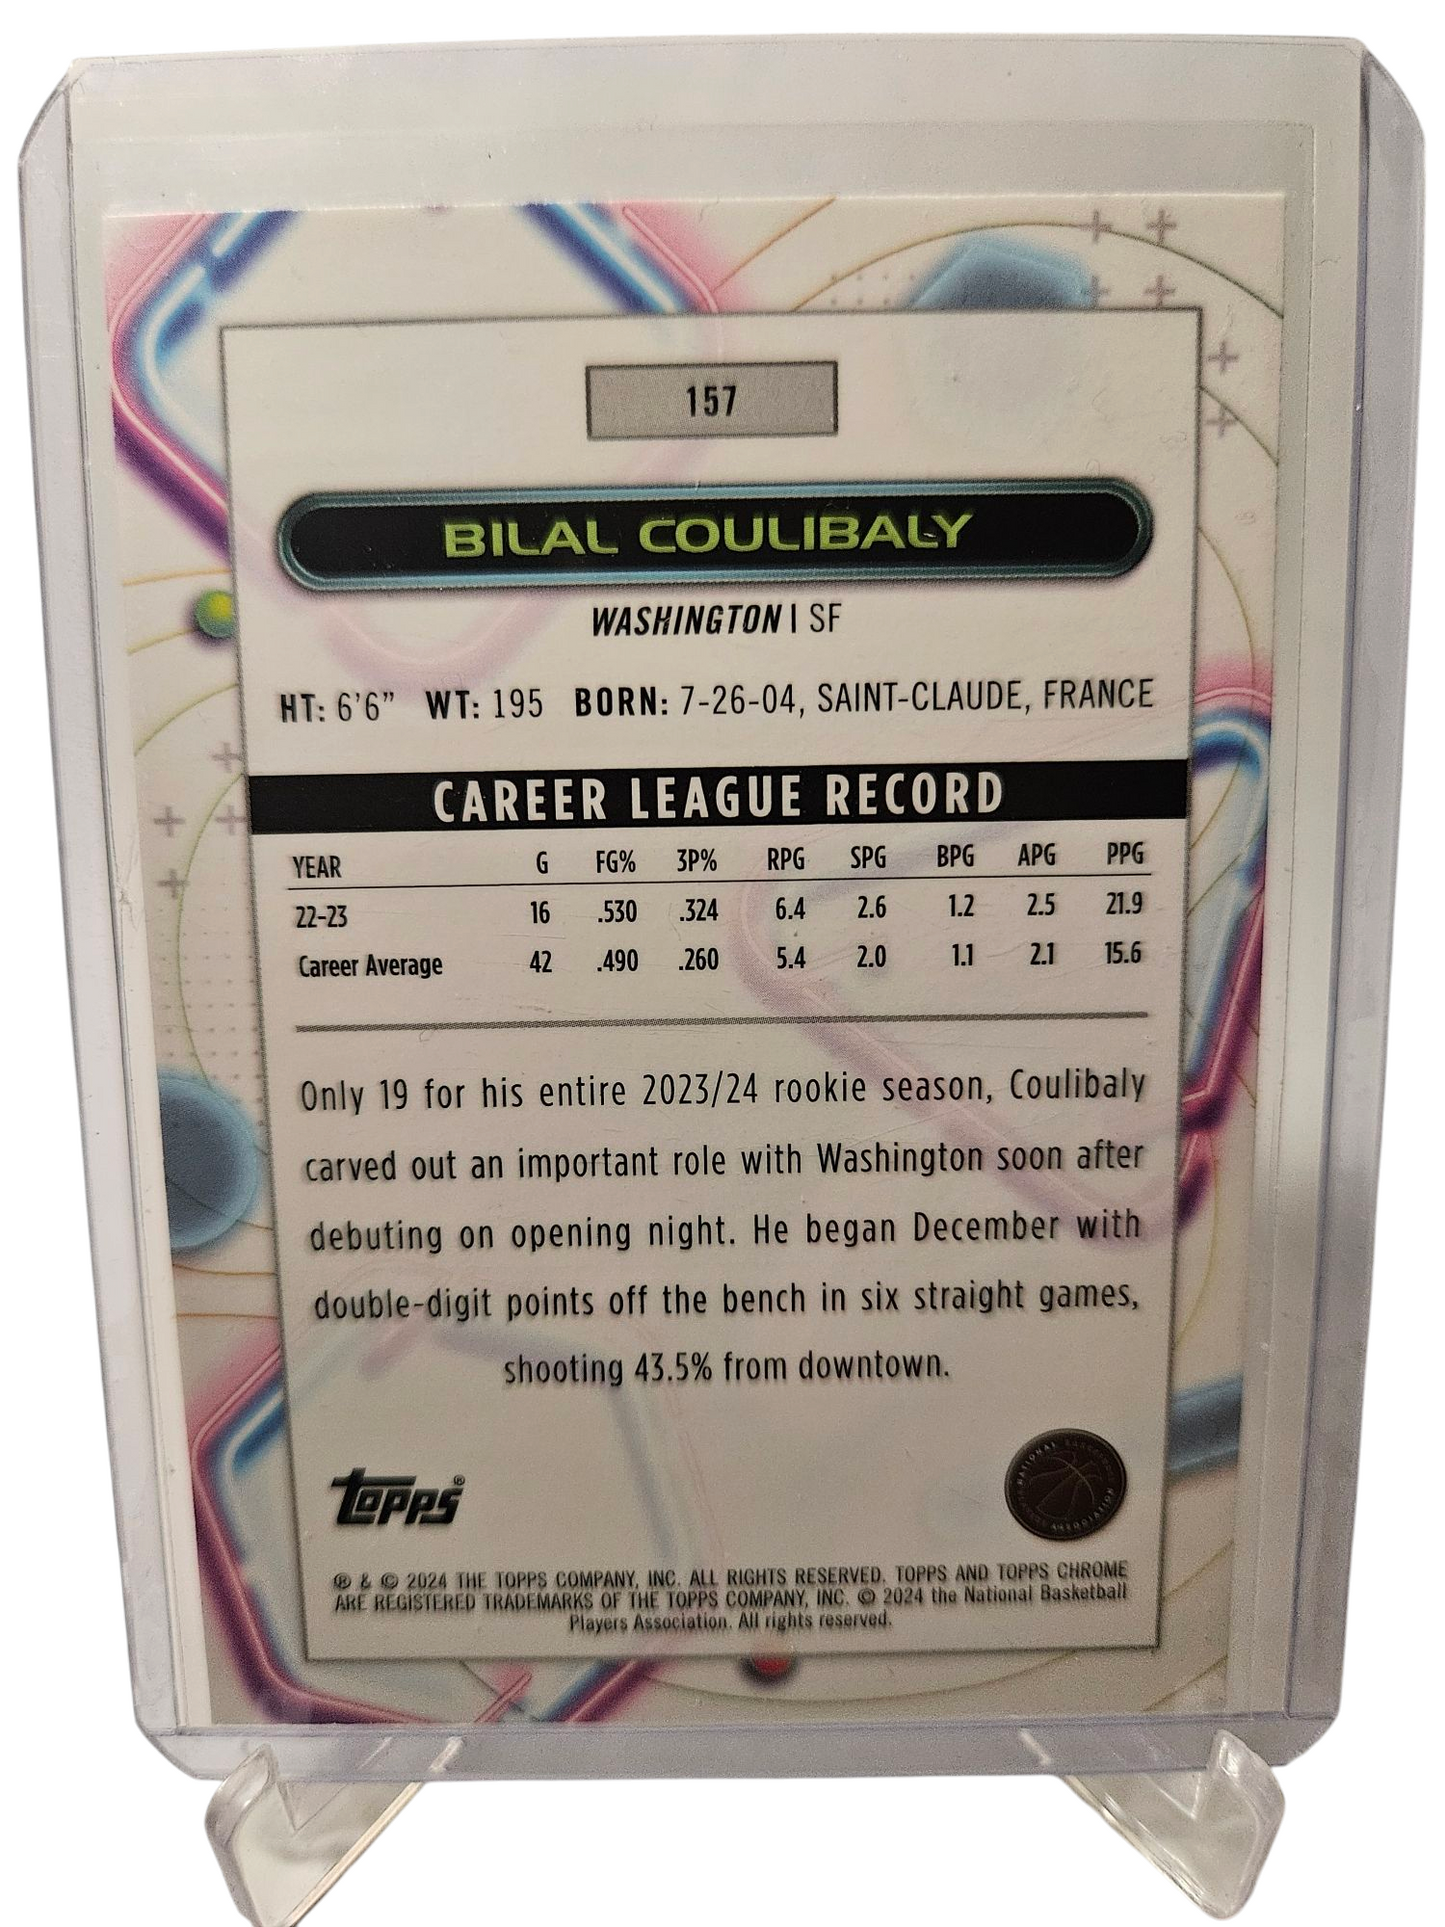 157
BILAL COULIBALY
WASHINGTON | SF
HT: 6'6" WT: 195 BORN: 7-26-04, SAINT-CLAUDE, FRANCE
CAREER LEAGUE RECORD
YEAR G FG% 3P% RPG SPG BPG APG PPG
22-23 16 .530 .324 6.4 2.6 1.2 2.5 21.9
Career Average 42 .490 .260 5.4 2.0 1.1 2.1 15.6
Only 19 for his entire 2023/24 rookie season, Coulibaly
carved out an important role with Washington soon after
debuting on opening night. He began December with
double-digit points off the bench in six straight games,
shooting 43.5% from downtown.
topps®
NATIONAL BASKETBALL
ASSOCIATION
® & © 2024 THE TOPPS COMPANY, INC. ALL RIGHTS RESERVED. TOPPS AND TOPPS CHROME
ARE REGISTERED TRADEMARKS OF THE TOPPS COMPANY, INC. © 2024 the National Basketball
Players Association. All rights reserved.